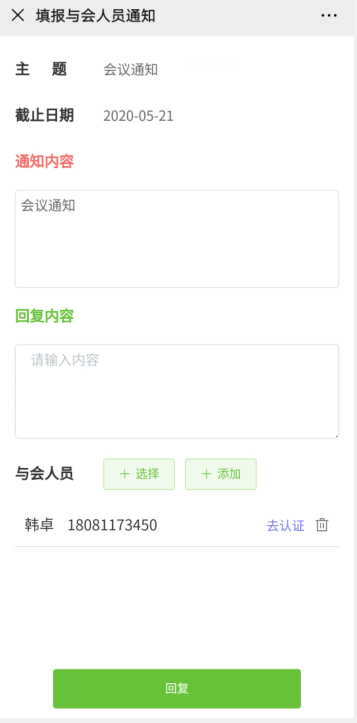 填报与会人员通知
主 题 会议通知
截止日期 2020-05-21
通知内容
会议通知
回复内容
请输入内容
与会人员 + 选择 + 添加
韩卓 18081173450 去认证
回复